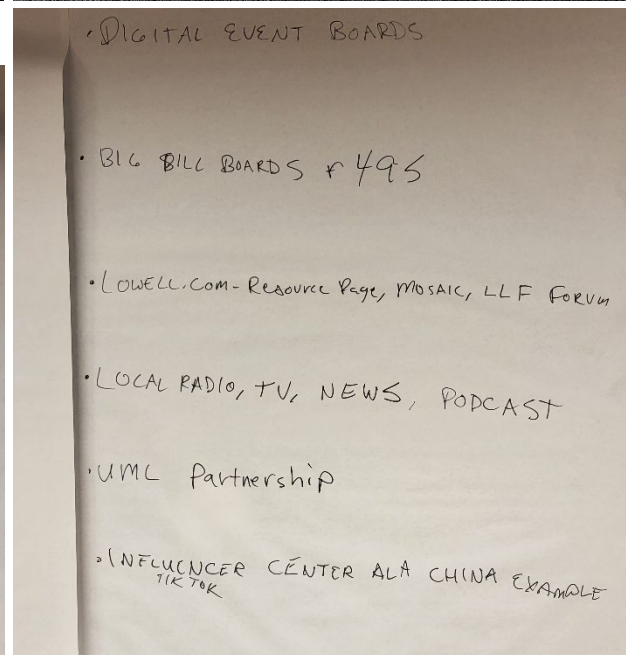 • DIGITAL EVENT BOARDS
• BIG BILL BOARDS r 495
• LOWELL.COM - Resource Page, MOSAIC, LLF FORUM
• LOCAL RADIO, TV, NEWS, PODCAST
• UML Partnership
• INFLUENCER CENTER ALA CHINA EXAMPLE
TIK TOK